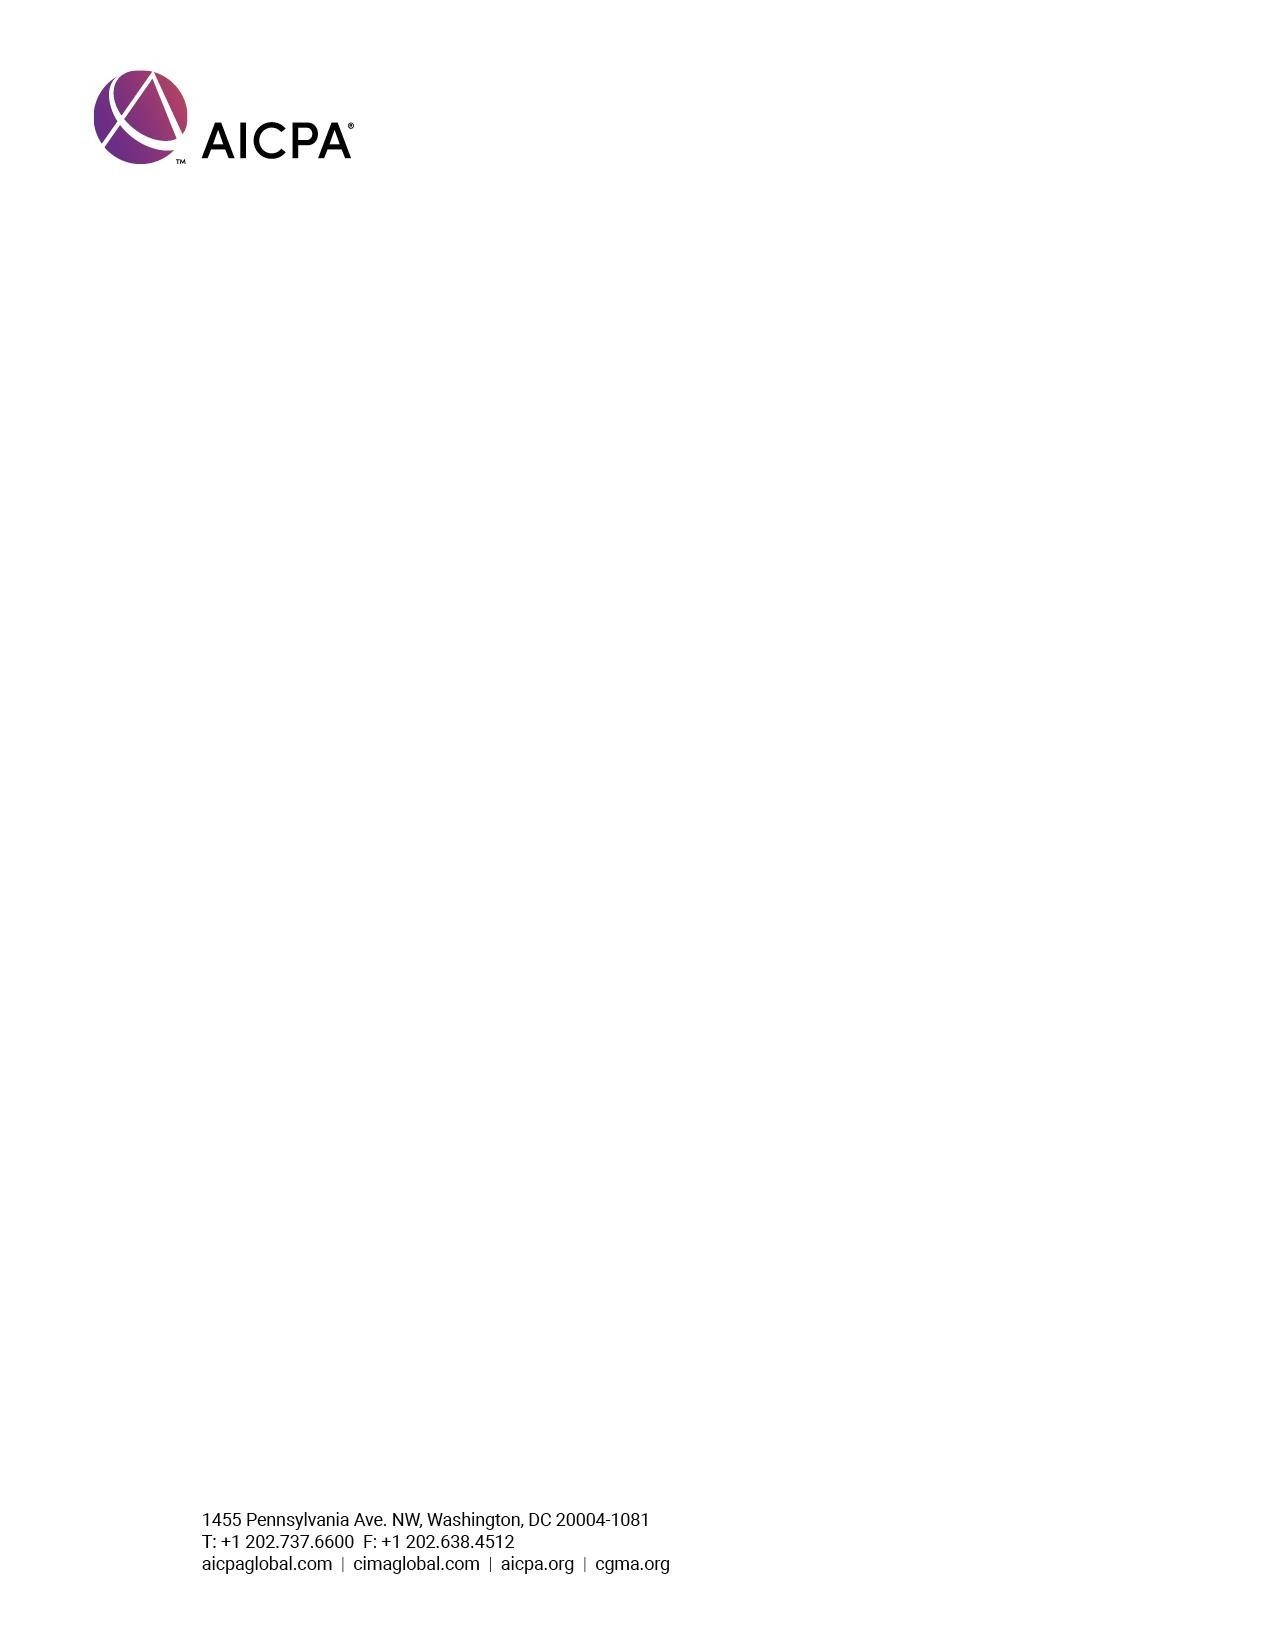 AICPA®
™
1455 Pennsylvania Ave. NW, Washington, DC 20004-1081
T: +1 202.737.6600 F: +1 202.638.4512
aicpaglobal.com | cimaglobal.com | aicpa.org | cgma.org